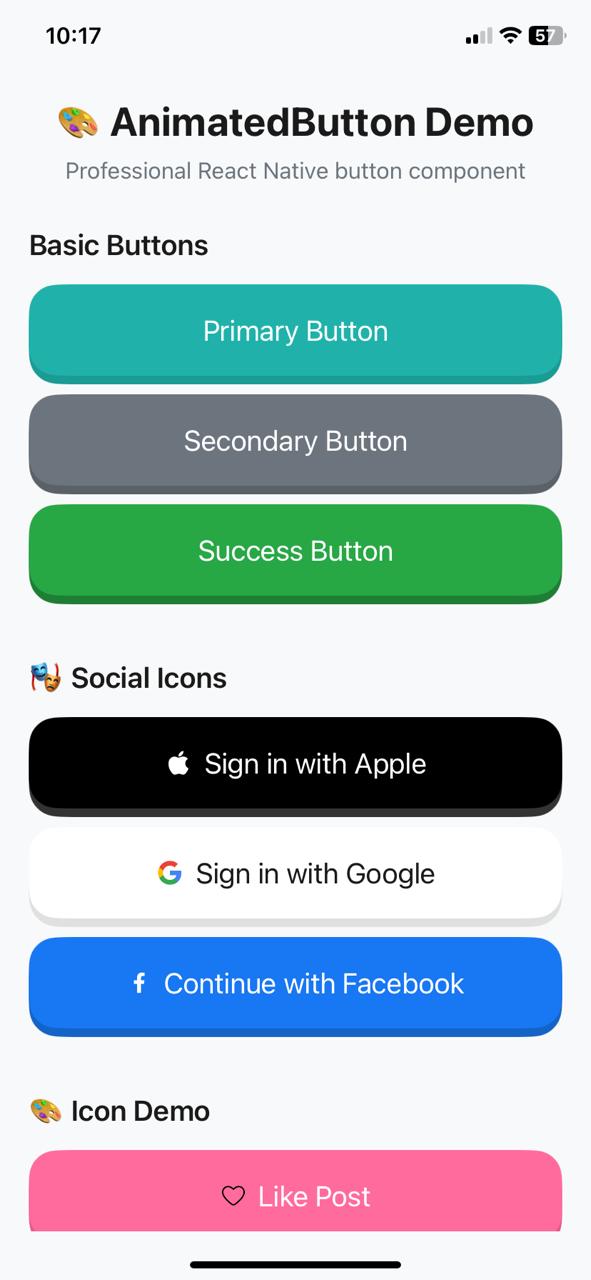 10:17
57
🎨 AnimatedButton Demo
Professional React Native button component
Basic Buttons
Primary Button
Secondary Button
Success Button
🎭 Social Icons
Sign in with Apple
Sign in with Google
Continue with Facebook
🎨 Icon Demo
Like Post